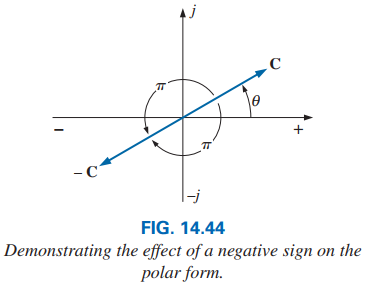 j
C
π
θ
–
+
π
– C
–j
FIG. 14.44
Demonstrating the effect of a negative sign on the
polar form.